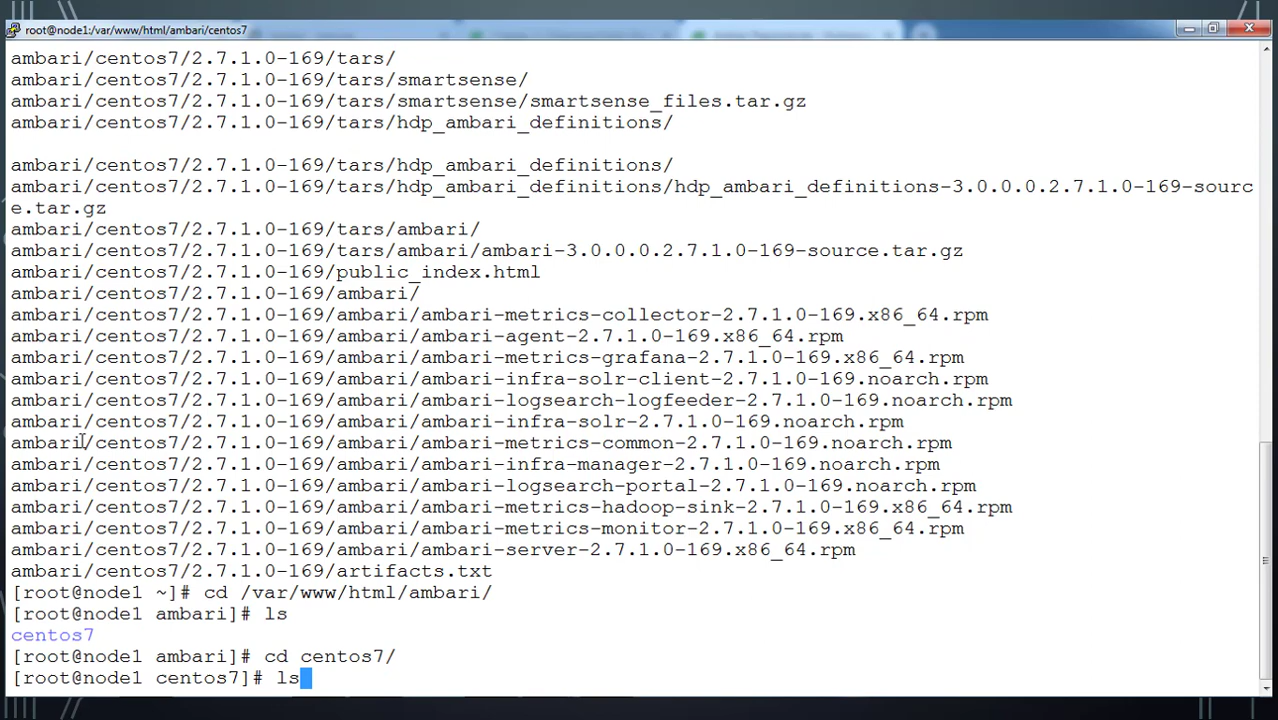 root@node1:/var/www/html/ambari/centos7
ambari/centos7/2.7.1.0-169/tars/
ambari/centos7/2.7.1.0-169/tars/smartsense/
ambari/centos7/2.7.1.0-169/tars/smartsense/smartsense_files.tar.gz
ambari/centos7/2.7.1.0-169/tars/hdp_ambari_definitions/
ambari/centos7/2.7.1.0-169/tars/hdp_ambari_definitions/
ambari/centos7/2.7.1.0-169/tars/hdp_ambari_definitions/hdp_ambari_definitions-3.0.0.0.2.7.1.0-169-sourc
e.tar.gz
ambari/centos7/2.7.1.0-169/tars/ambari/
ambari/centos7/2.7.1.0-169/tars/ambari/ambari-3.0.0.0.2.7.1.0-169-source.tar.gz
ambari/centos7/2.7.1.0-169/public_index.html
ambari/centos7/2.7.1.0-169/ambari/
ambari/centos7/2.7.1.0-169/ambari/ambari-metrics-collector-2.7.1.0-169.x86_64.rpm
ambari/centos7/2.7.1.0-169/ambari/ambari-agent-2.7.1.0-169.x86_64.rpm
ambari/centos7/2.7.1.0-169/ambari/ambari-metrics-grafana-2.7.1.0-169.x86_64.rpm
ambari/centos7/2.7.1.0-169/ambari/ambari-infra-solr-client-2.7.1.0-169.noarch.rpm
ambari/centos7/2.7.1.0-169/ambari/ambari-logsearch-logfeeder-2.7.1.0-169.noarch.rpm
ambari/centos7/2.7.1.0-169/ambari/ambari-infra-solr-2.7.1.0-169.noarch.rpm
ambari/centos7/2.7.1.0-169/ambari/ambari-metrics-common-2.7.1.0-169.noarch.rpm
ambari/centos7/2.7.1.0-169/ambari/ambari-infra-manager-2.7.1.0-169.noarch.rpm
ambari/centos7/2.7.1.0-169/ambari/ambari-logsearch-portal-2.7.1.0-169.noarch.rpm
ambari/centos7/2.7.1.0-169/ambari/ambari-metrics-hadoop-sink-2.7.1.0-169.x86_64.rpm
ambari/centos7/2.7.1.0-169/ambari/ambari-metrics-monitor-2.7.1.0-169.x86_64.rpm
ambari/centos7/2.7.1.0-169/ambari/ambari-server-2.7.1.0-169.x86_64.rpm
ambari/centos7/2.7.1.0-169/artifacts.txt
[root@node1 ~]# cd /var/www/html/ambari/
[root@node1 ambari]# ls
centos7
[root@node1 ambari]# cd centos7/
[root@node1 centos7]# ls